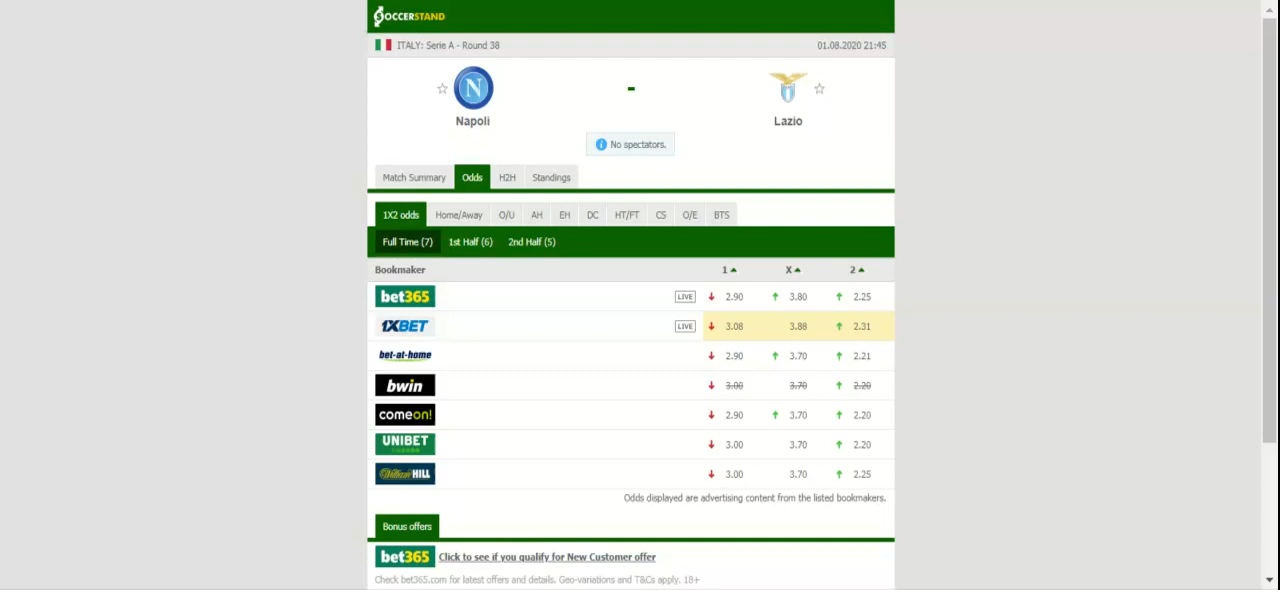 SOCCERSTAND
ITALY: Serie A - Round 38 01.08.2020 21:45
N
-
Napoli Lazio
No spectators.
Match Summary Odds H2H Standings
1X2 odds Home/Away O/U AH EH DC HT/FT CS O/E BTS
Full Time (7) 1st Half (6) 2nd Half (5)
Bookmaker 1 X 2
bet365 LIVE 2.90 3.80 2.25
1XBET LIVE 3.08 3.88 2.31
bet-at-home 2.90 3.70 2.21
bwin 3.00 3.70 2.20
comeon! 2.90 3.70 2.20
UNIBET 3.00 3.70 2.20
William HILL 3.00 3.70 2.25
Odds displayed are advertising content from the listed bookmakers.
Bonus offers
bet365 Click to see if you qualify for New Customer offer
Check bet365.com for latest offers and details. Geo-variations and T&Cs apply. 18+